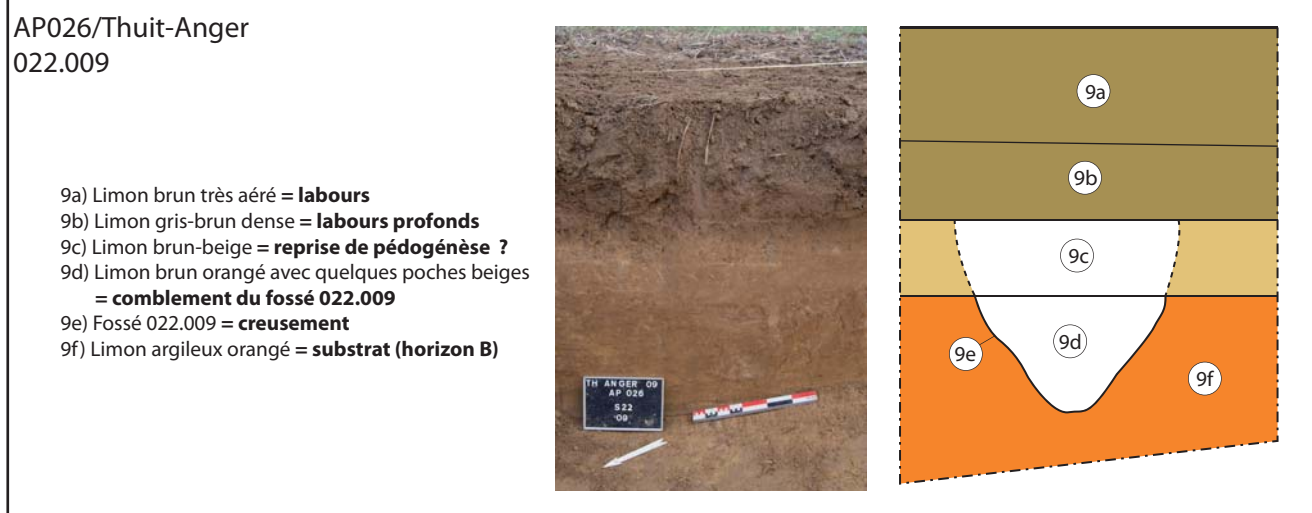 AP026/Thuit-Anger
022.009
9a) Limon brun très aéré = labours
9b) Limon gris-brun dense = labours profonds
9c) Limon brun-beige = reprise de pédogénèse ?
9d) Limon brun orangé avec quelques poches beiges
= comblement du fossé 022.009
9e) Fossé 022.009 = creusement
9f) Limon argileux orangé = substrat (horizon B)
TH ANGER 09
AP 026
S22
09
9a
9b
9c
9d
9e
9f